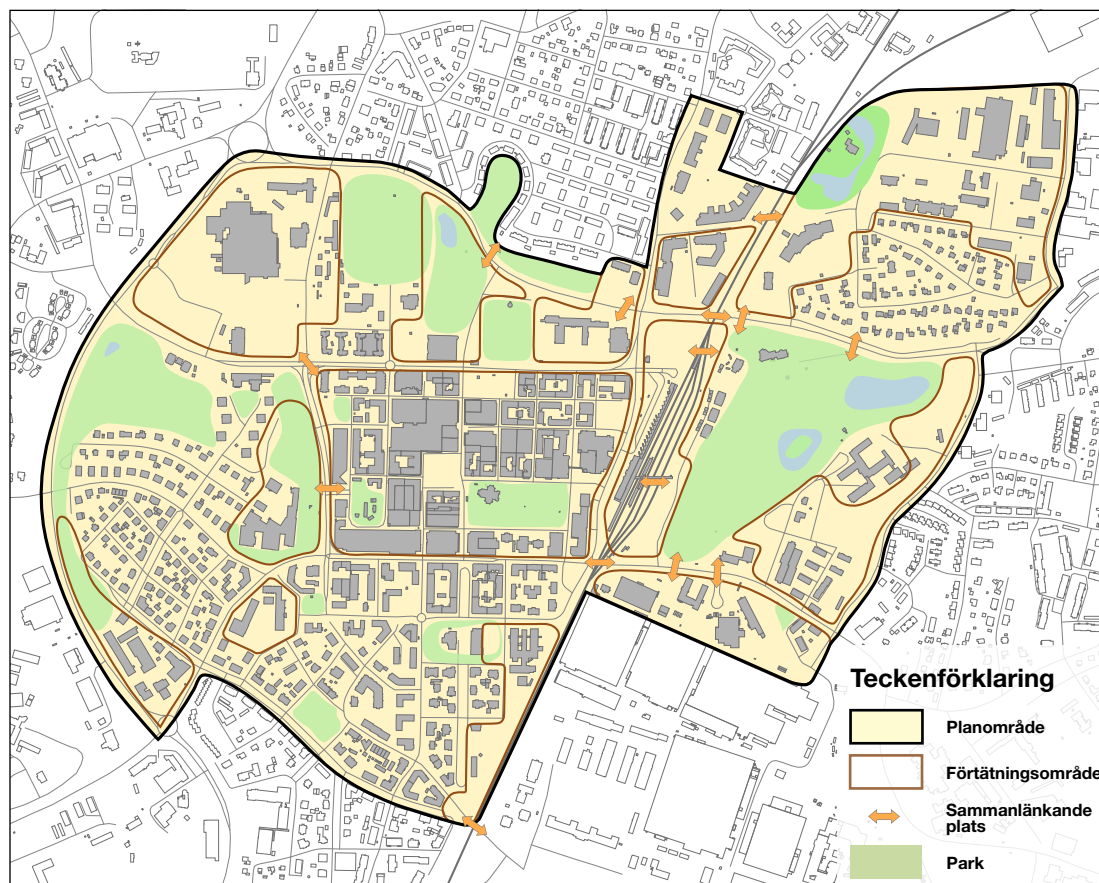 Teckenförklaring
Planområde
Förtätningsområde
Sammanlänkande
plats
Park